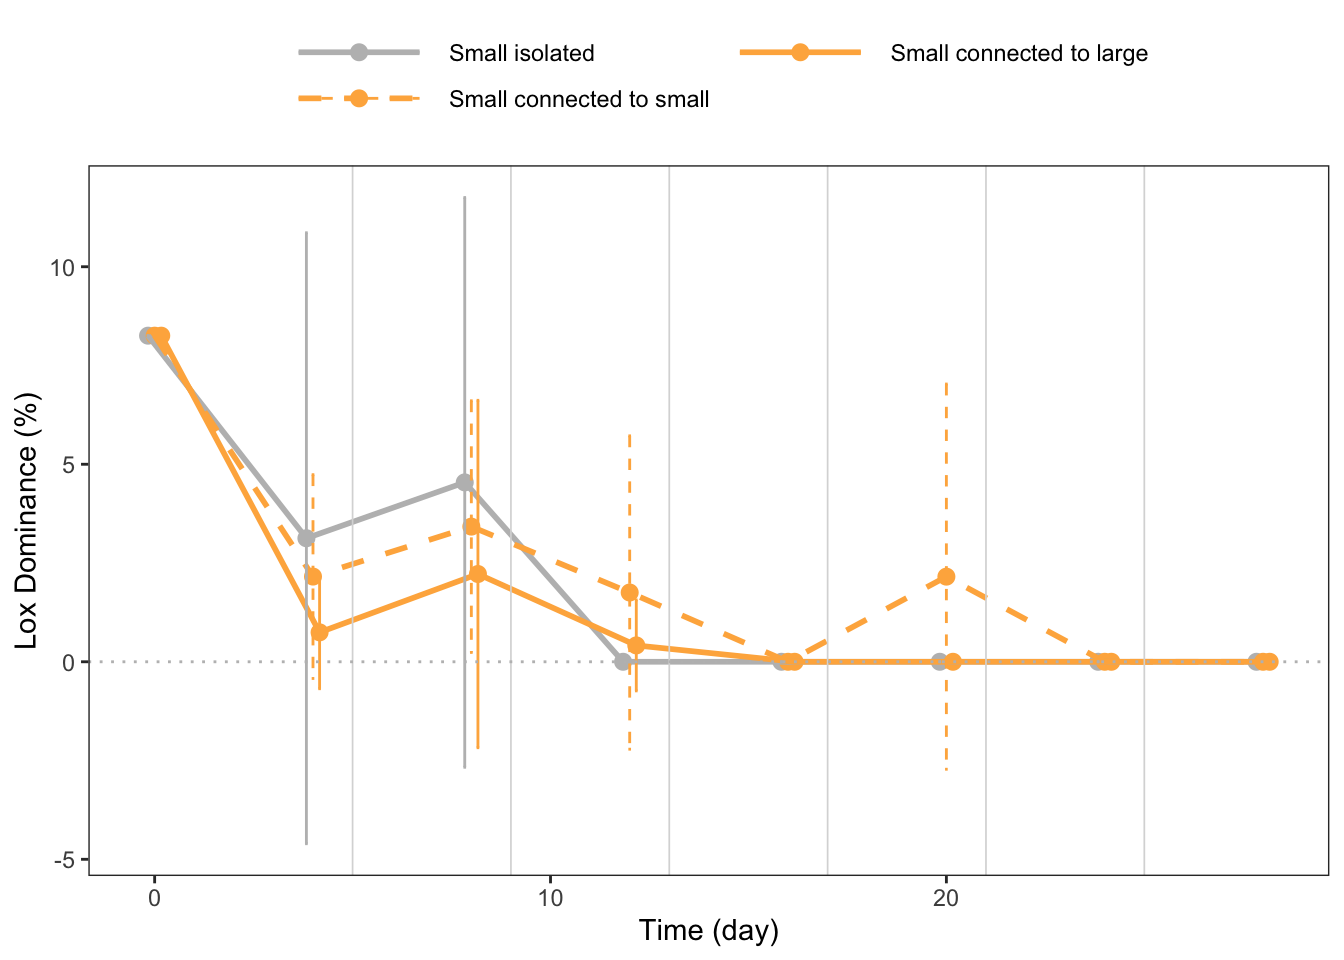 Small isolated
Small connected to large
Small connected to small
Lox Dominance (%)
10
5
0
-5
0
10
20
Time (day)